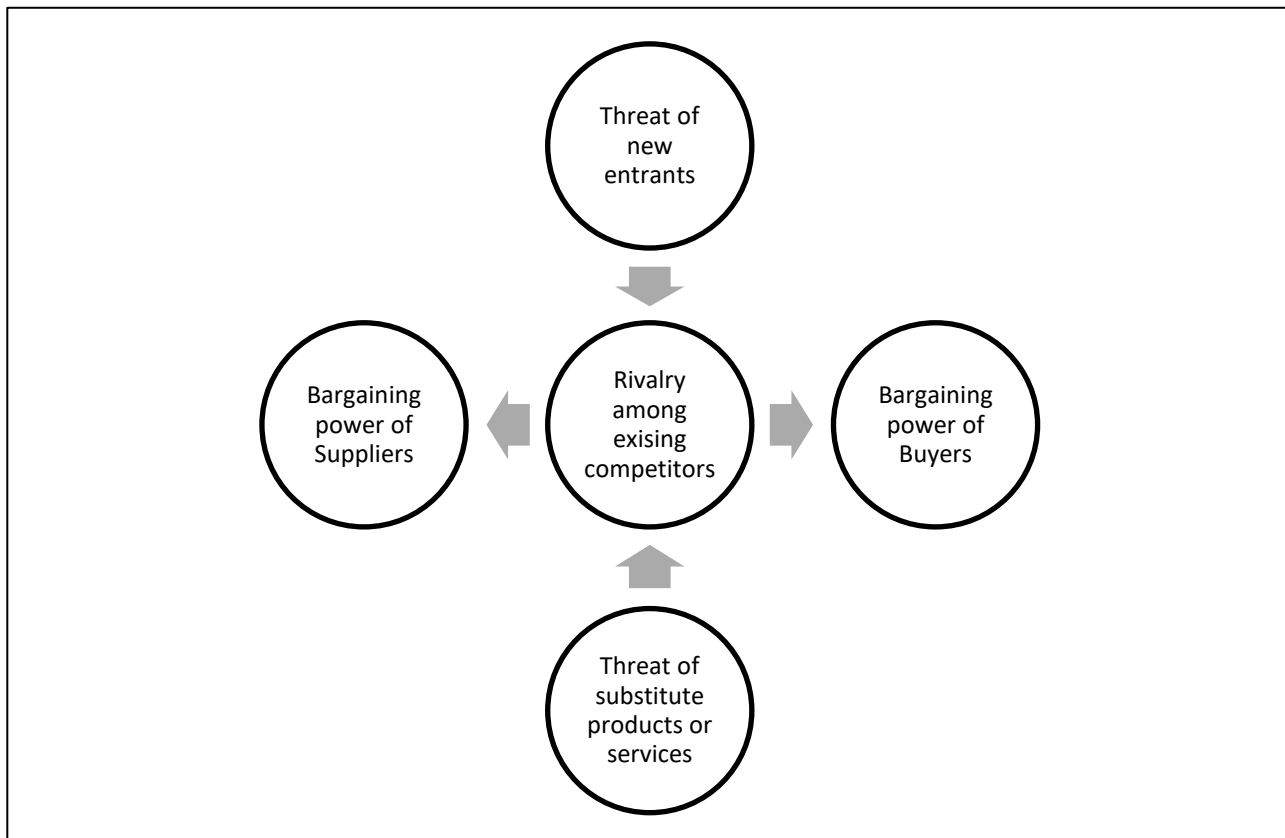 Threat of
new
entrants
Bargaining
power of
Suppliers
Rivalry
among
exising
competitors
Bargaining
power of
Buyers
Threat of
substitute
products or
services